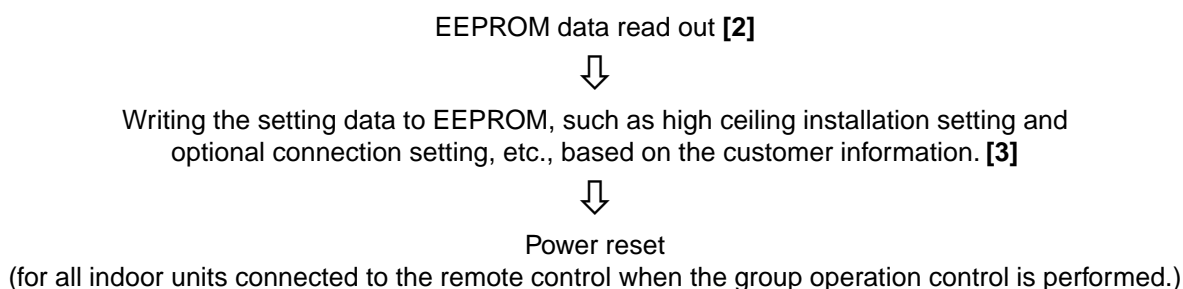 EEPROM data read out [2]
Writing the setting data to EEPROM, such as high ceiling installation setting and
optional connection setting, etc., based on the customer information. [3]
Power reset
(for all indoor units connected to the remote control when the group operation control is performed.)